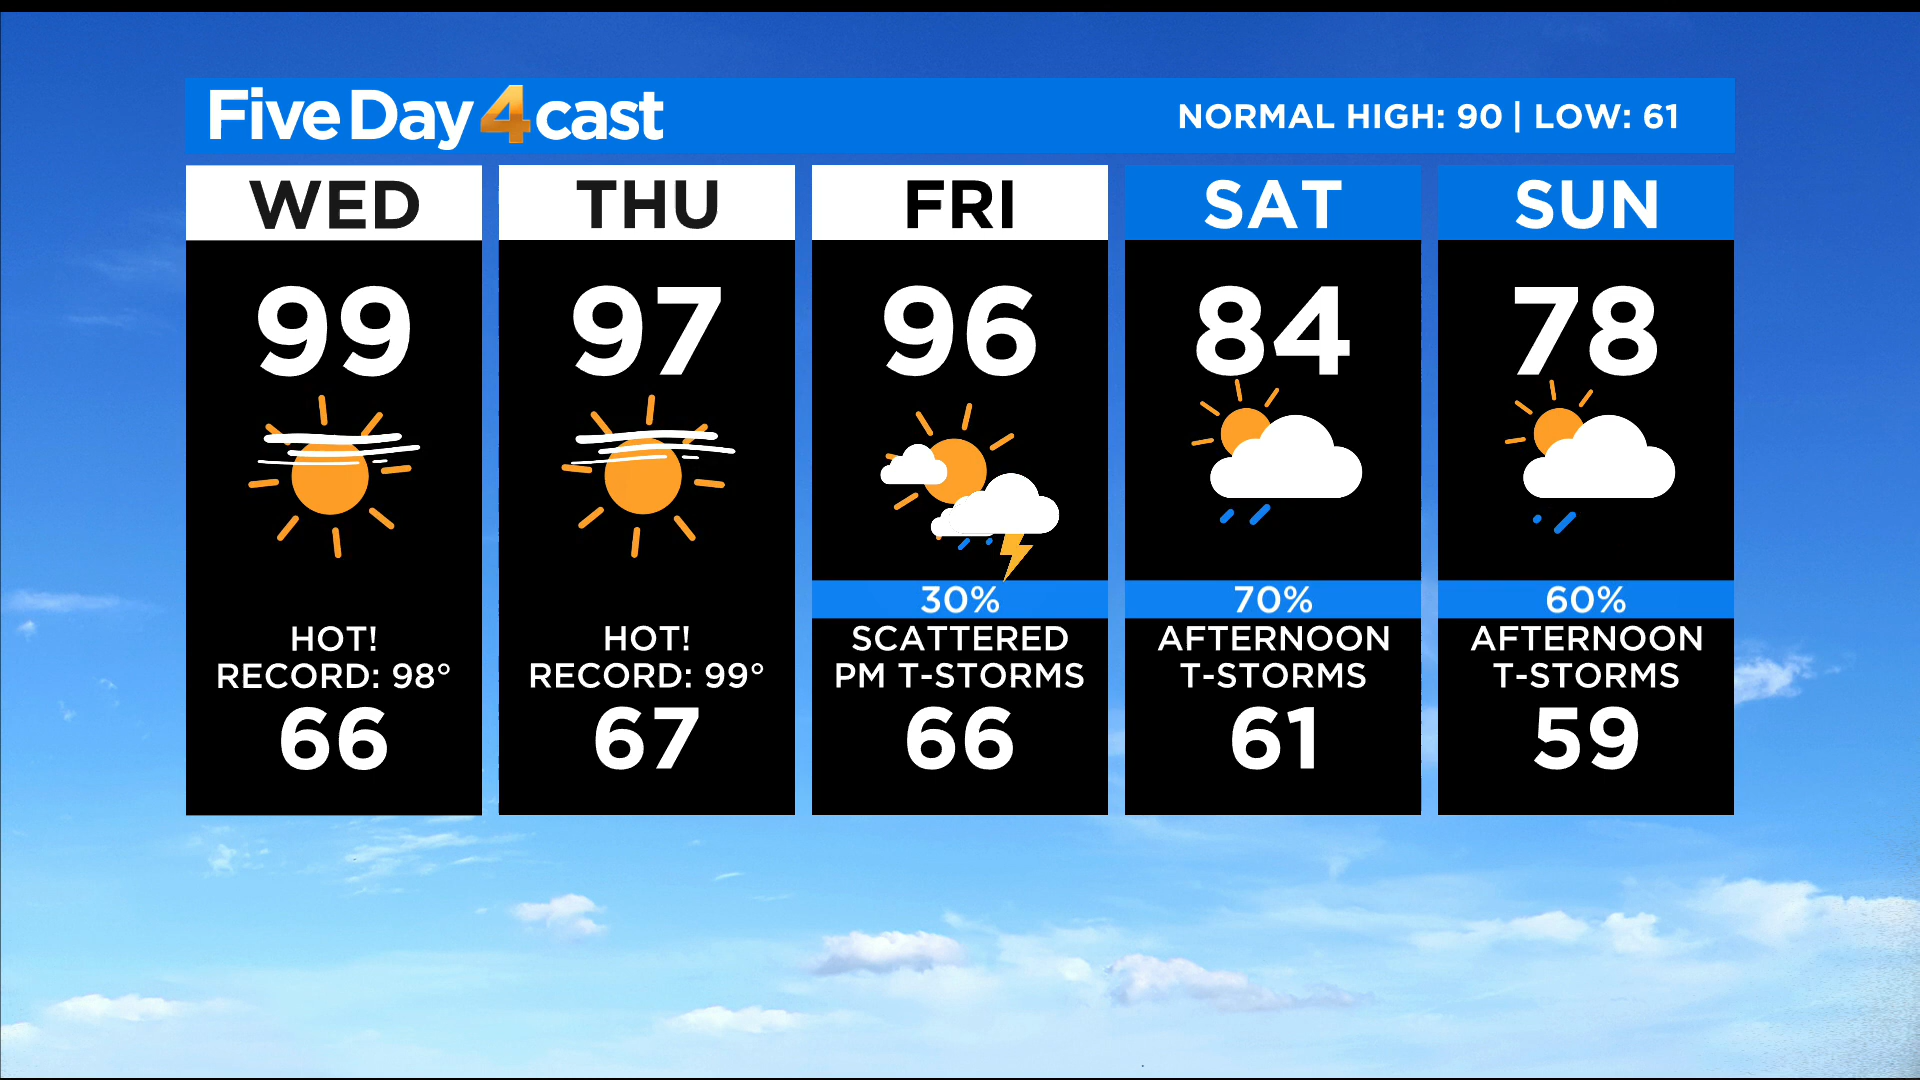 Five Day 4cast
NORMAL HIGH: 90 | LOW: 61
WED
99
HOT!
RECORD: 98°
66
THU
97
HOT!
RECORD: 99°
67
FRI
96
30%
SCATTERED
PM T-STORMS
66
SAT
84
70%
AFTERNOON
T-STORMS
61
SUN
78
60%
AFTERNOON
T-STORMS
59